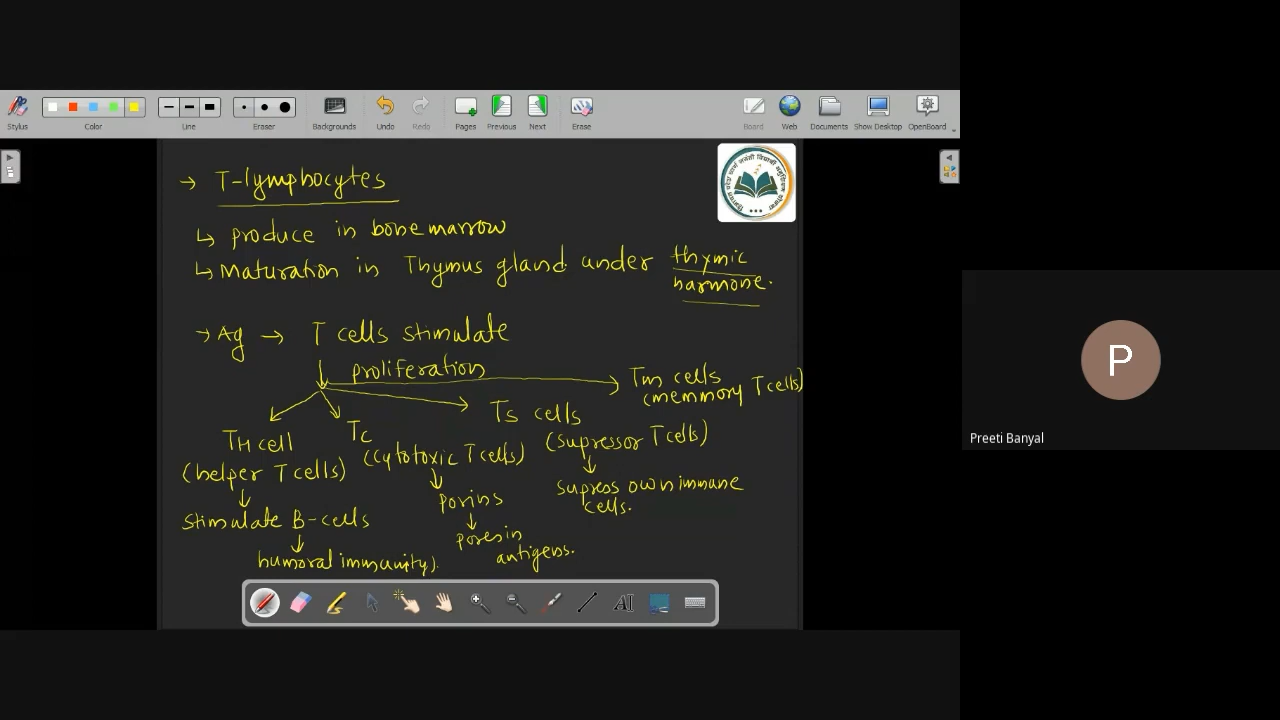 Color
Line
Eraser
Stylus
Backgrounds
Undo
Redo
Pages
Previous
Next
Erase
Board
Web
Documents
Show Desktop
OpenBoard
→ T-lymphocytes
↳ produce in bone marrow
↳ Maturation in Thymus gland under thymic
harmone.
→ Ag → T cells stimulate
↓ proliferation
→ Tm cells
(memmory T cells)
Ts cells
(supressor T cells)
↓
supress own immune
cells.
TH cell
(helper T cells)
↓
stimulate B-cells
↓
humoral immunity).
Tc
(Cytotoxic T cells)
↓
Porins
↓
Pores in
antigens.
AI
P
Preeti Banyal